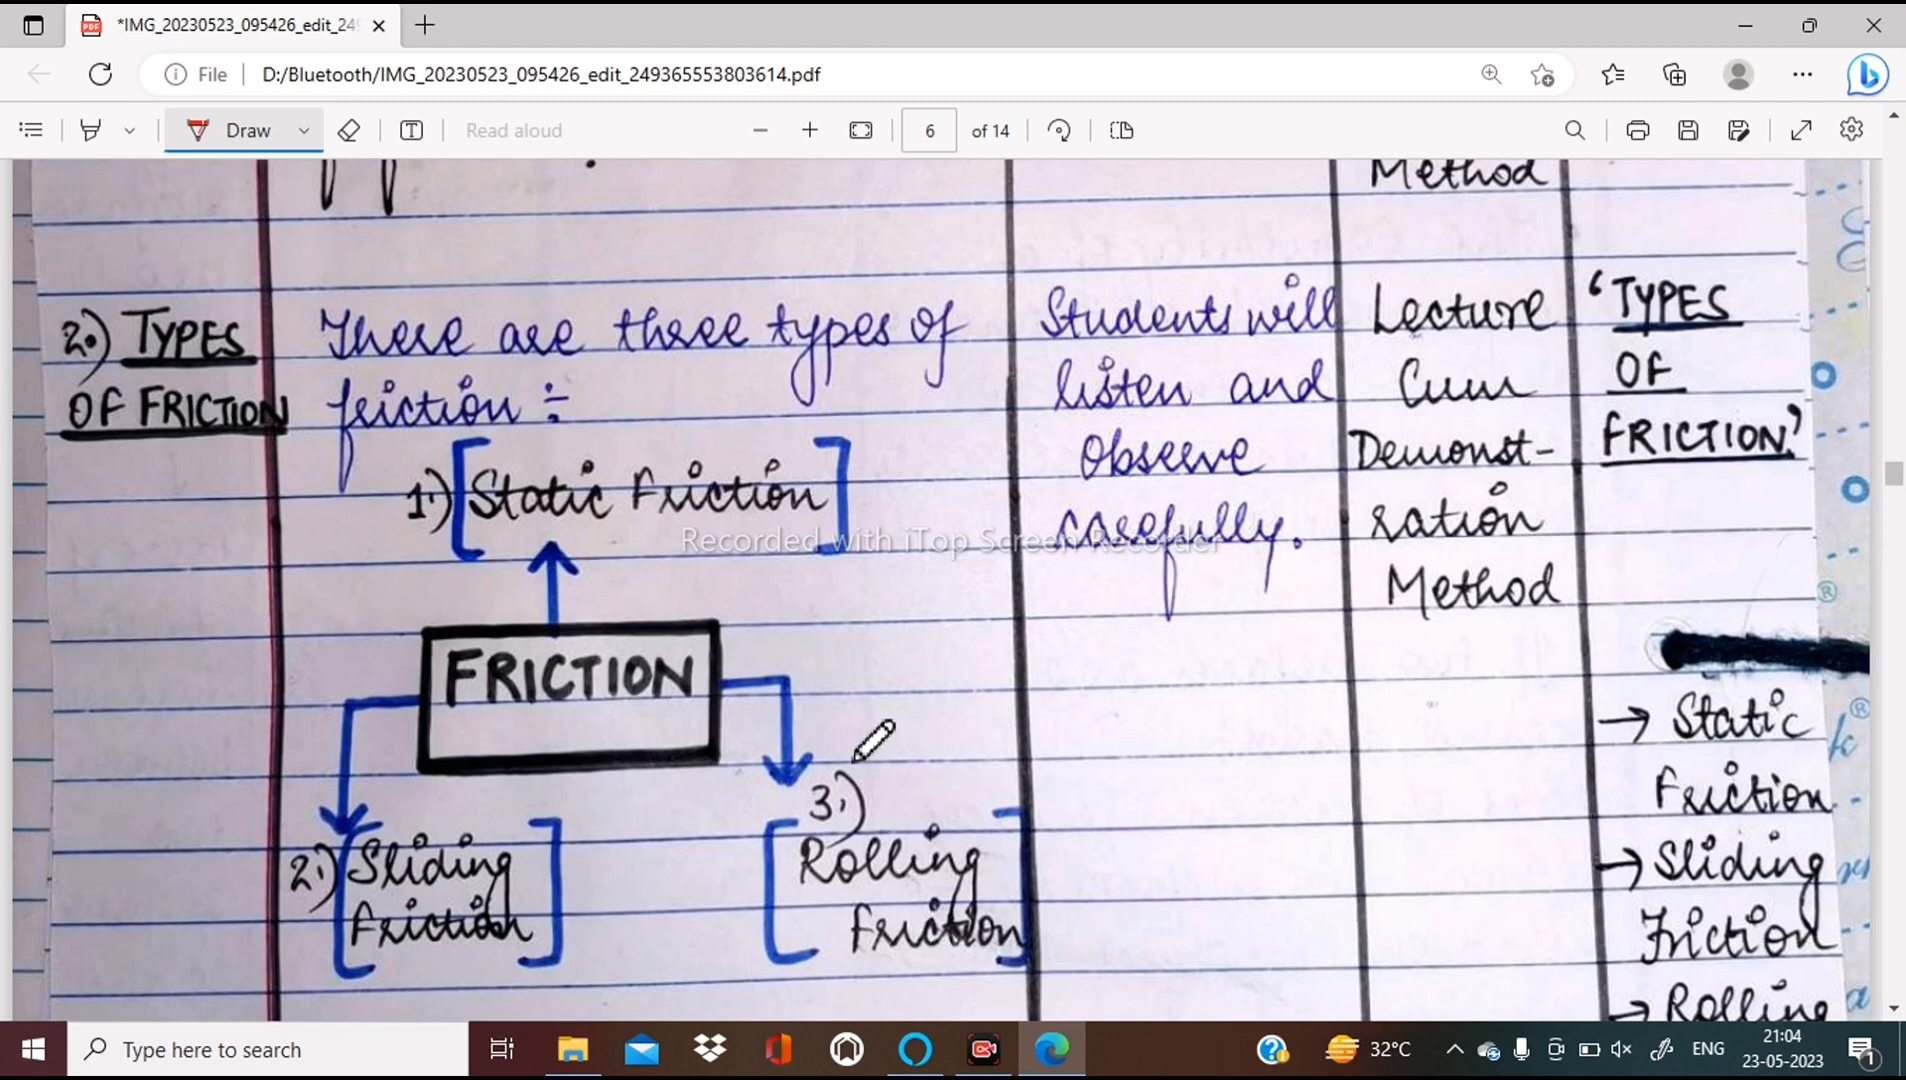 *IMG_20230523_095426_edit_249
File
D:/Bluetooth/IMG_20230523_095426_edit_249365553803614.pdf
Draw
Read aloud
6
of 14
Method
2.) TYPES
OF FRICTION
There are three types of
friction ÷
1.) Static Friction
FRICTION
2.) Sliding
Friction
3.)
Rolling
friction
Students will
listen and
observe
carefully.
Lecture
Cum
Demonst-
ration
Method
‘TYPES
OF
FRICTION’
→ Static
Friction
→ Sliding
Friction
→ Rolling
Recorded with iTop Screen Recorder
Type here to search
32°C
ENG
21:04
23-05-2023
1